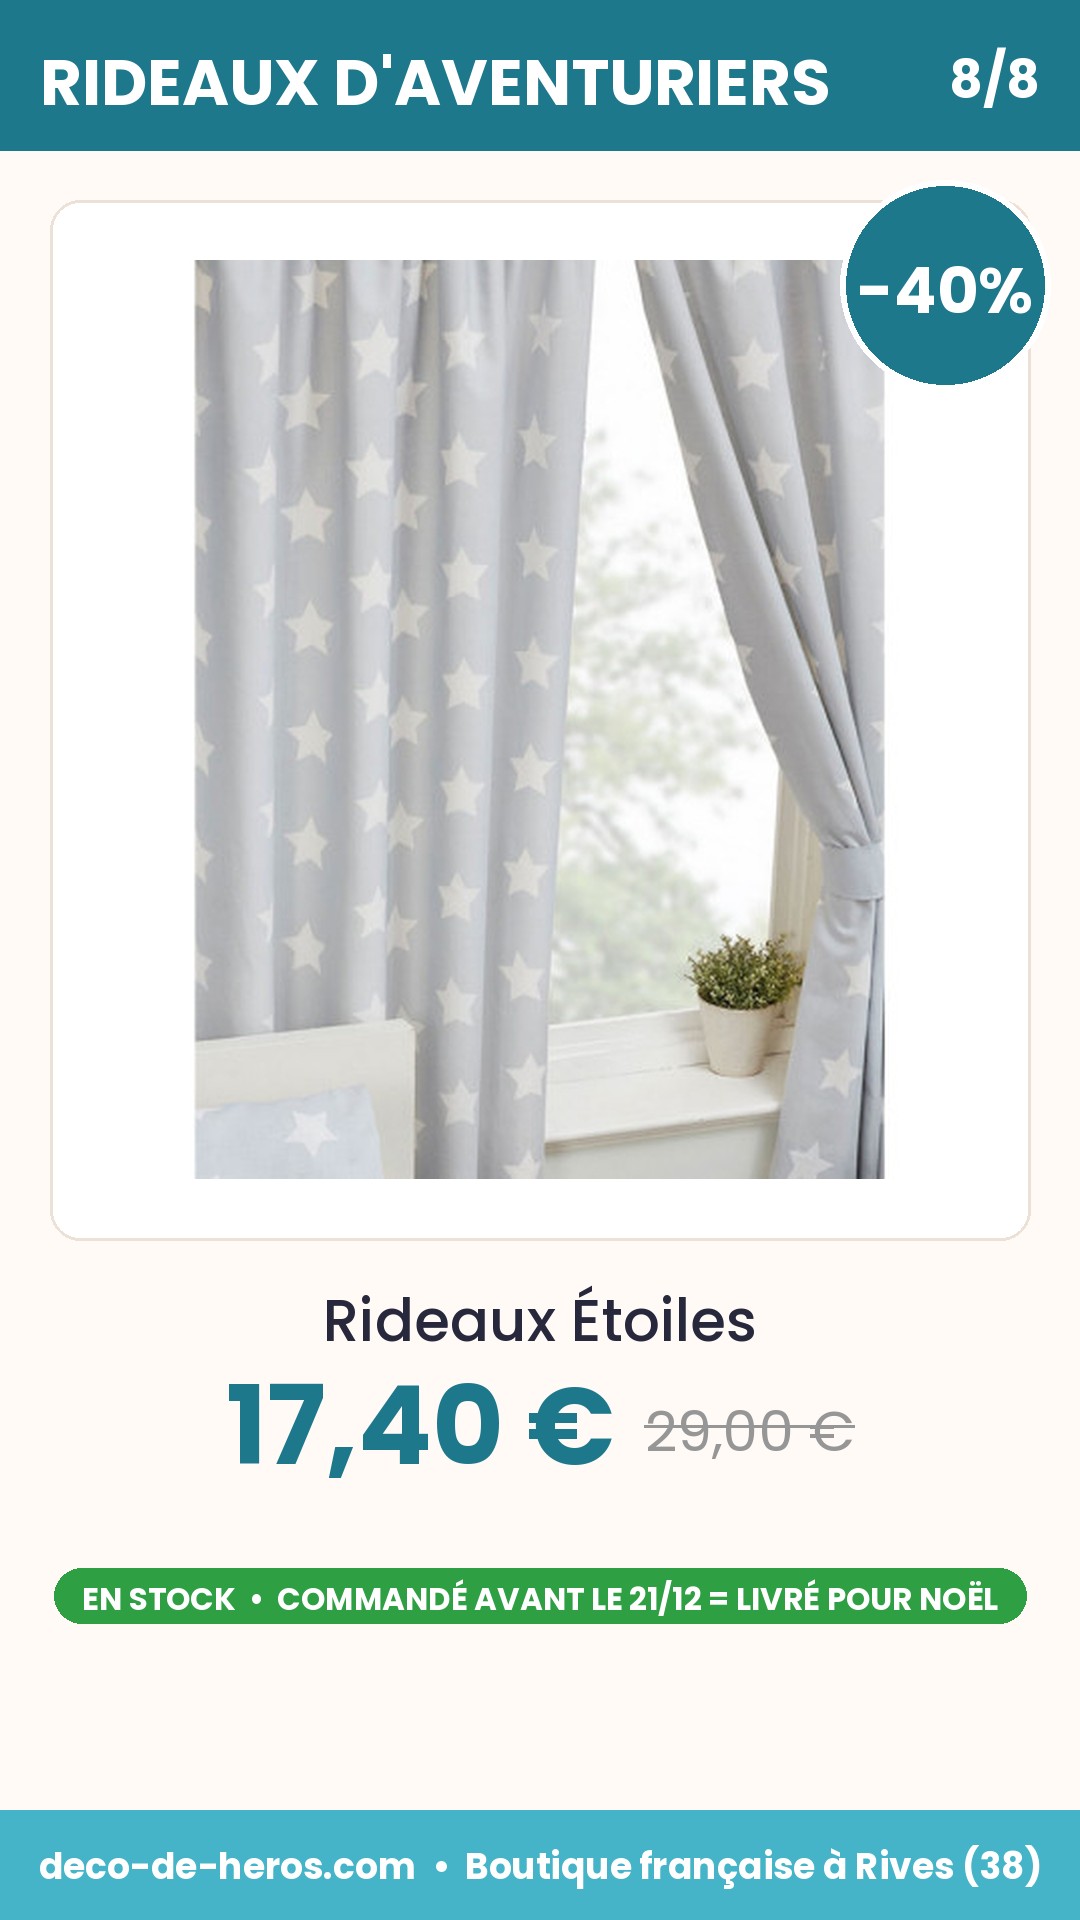 RIDEAUX D'AVENTURIERS 8/8
-40%
Rideaux Étoiles
17,40 € 29,00 €
EN STOCK • COMMANDÉ AVANT LE 21/12 = LIVRÉ POUR NOËL
deco-de-heros.com • Boutique française à Rives (38)